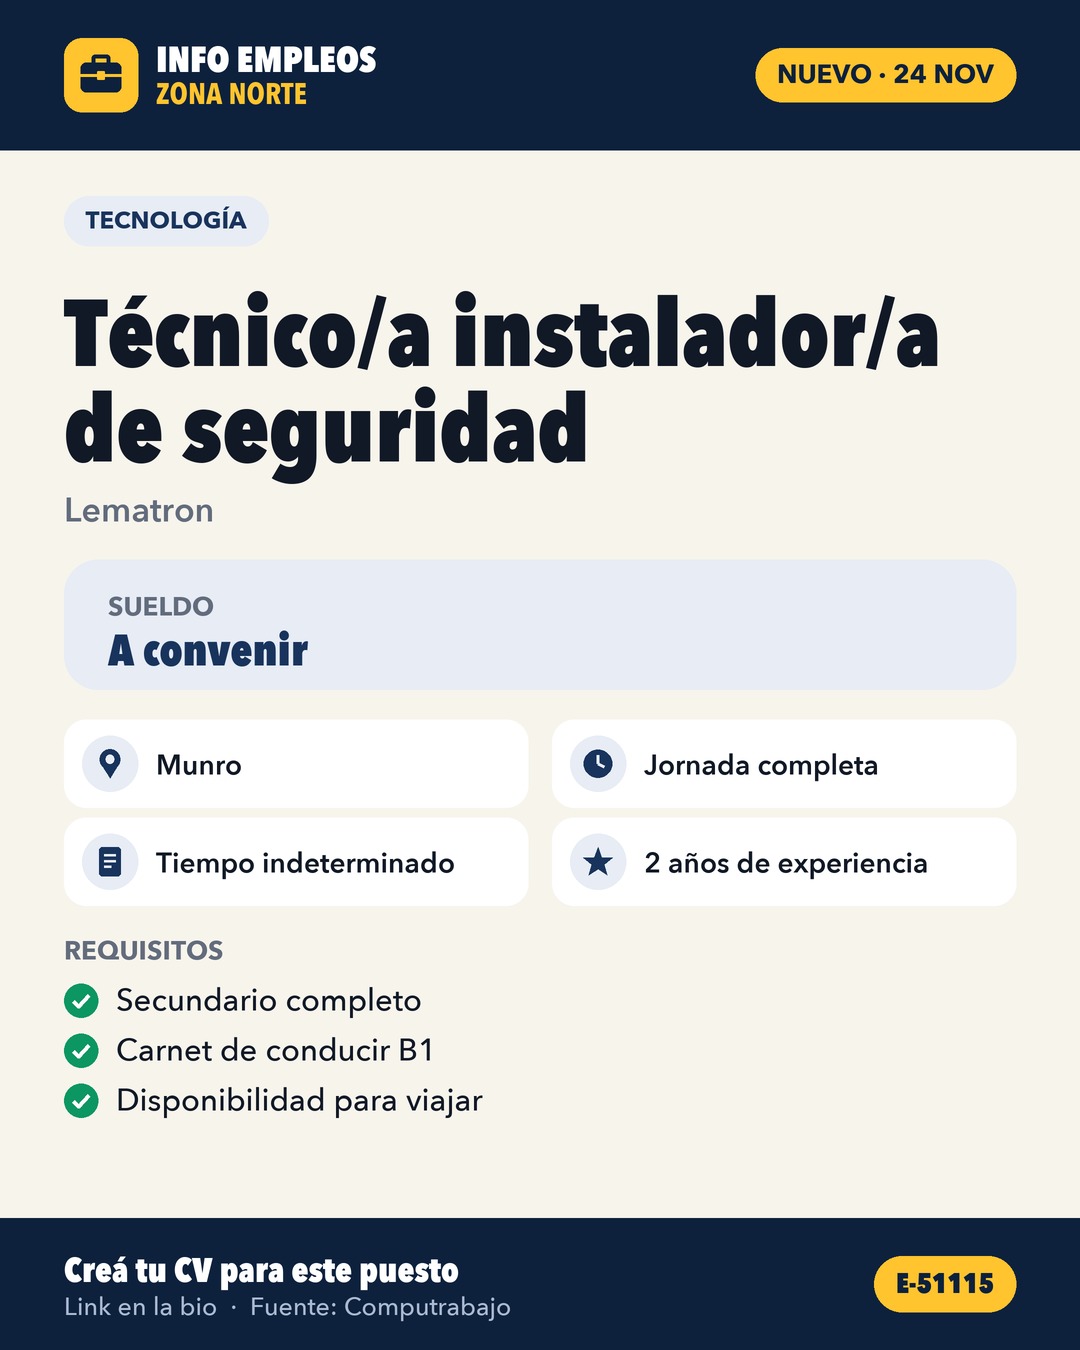 INFO EMPLEOS
ZONA NORTE
NUEVO · 24 NOV
TECNOLOGÍA
Técnico/a instalador/a
de seguridad
Lematron
SUELDO
A convenir
Munro
Jornada completa
Tiempo indeterminado
2 años de experiencia
REQUISITOS
Secundario completo
Carnet de conducir B1
Disponibilidad para viajar
Creá tu CV para este puesto
Link en la bio · Fuente: Computrabajo
E-51115